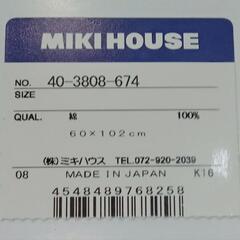 MIKI HOUSE
NO. 40-3808-674
SIZE
QUAL. 綿 100%
60×102cm
(株)ミキハウス TEL.072-920-2039
08 MADE IN JAPAN K16
4548489768258